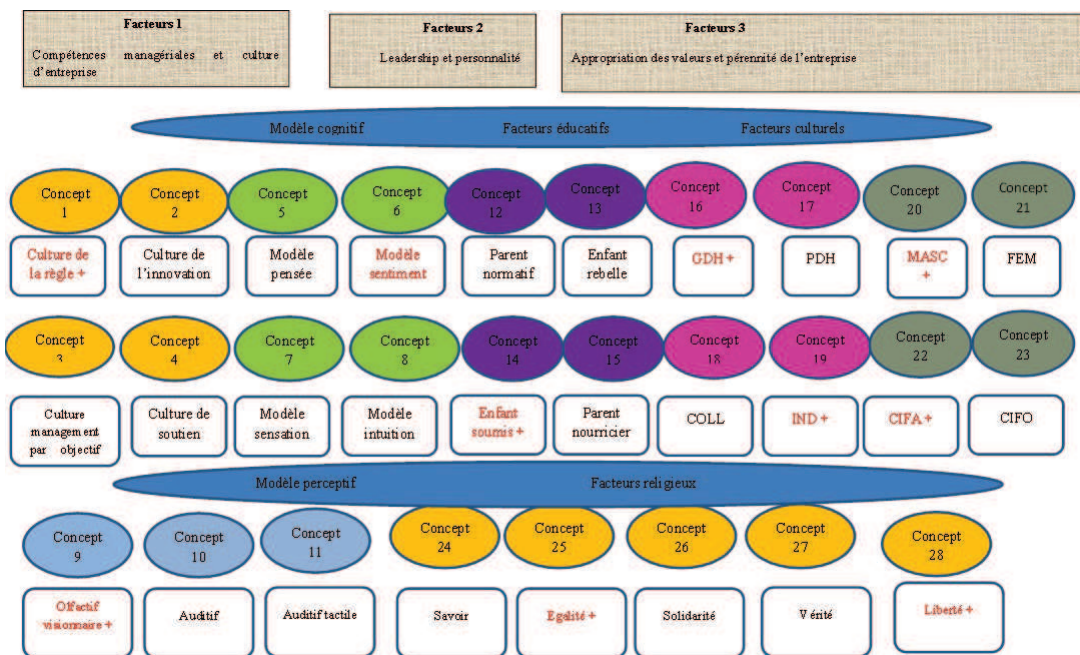 Facteurs 1
Compétences managériales et culture
d'entreprise
Facteurs 2
Leadership et personnalité
Facteurs 3
Appropriation des valeurs et pérennité de l'entreprise
Modèle cognitif Facteurs éducatifs Facteurs culturels
Concept 1
Concept 2
Concept 5
Concept 6
Concept 12
Concept 13
Concept 16
Concept 17
Concept 20
Concept 21
Culture de
la règle +
Culture de
l'innovation
Modèle
pensée
Modèle
sentiment
Parent
normatif
Enfant
rebelle
GDH +
PDH
MASC
+
FEM
Concept 3
Concept 4
Concept 7
Concept 8
Concept 14
Concept 15
Concept 18
Concept 19
Concept 22
Concept 23
Culture
management
par objectif
Culture de
soutien
Modèle
sensation
Modèle
intuition
Enfant
soumis +
Parent
nourricier
COLL
IND +
CIFA +
CIFO
Modèle perceptif Facteurs religieux
Concept 9
Concept 10
Concept 11
Concept 24
Concept 25
Concept 26
Concept 27
Concept 28
Olfactif
visionnaire +
Auditif
Auditif tactile
Savoir
Egalité +
Solidarité
Vérité
Liberté +